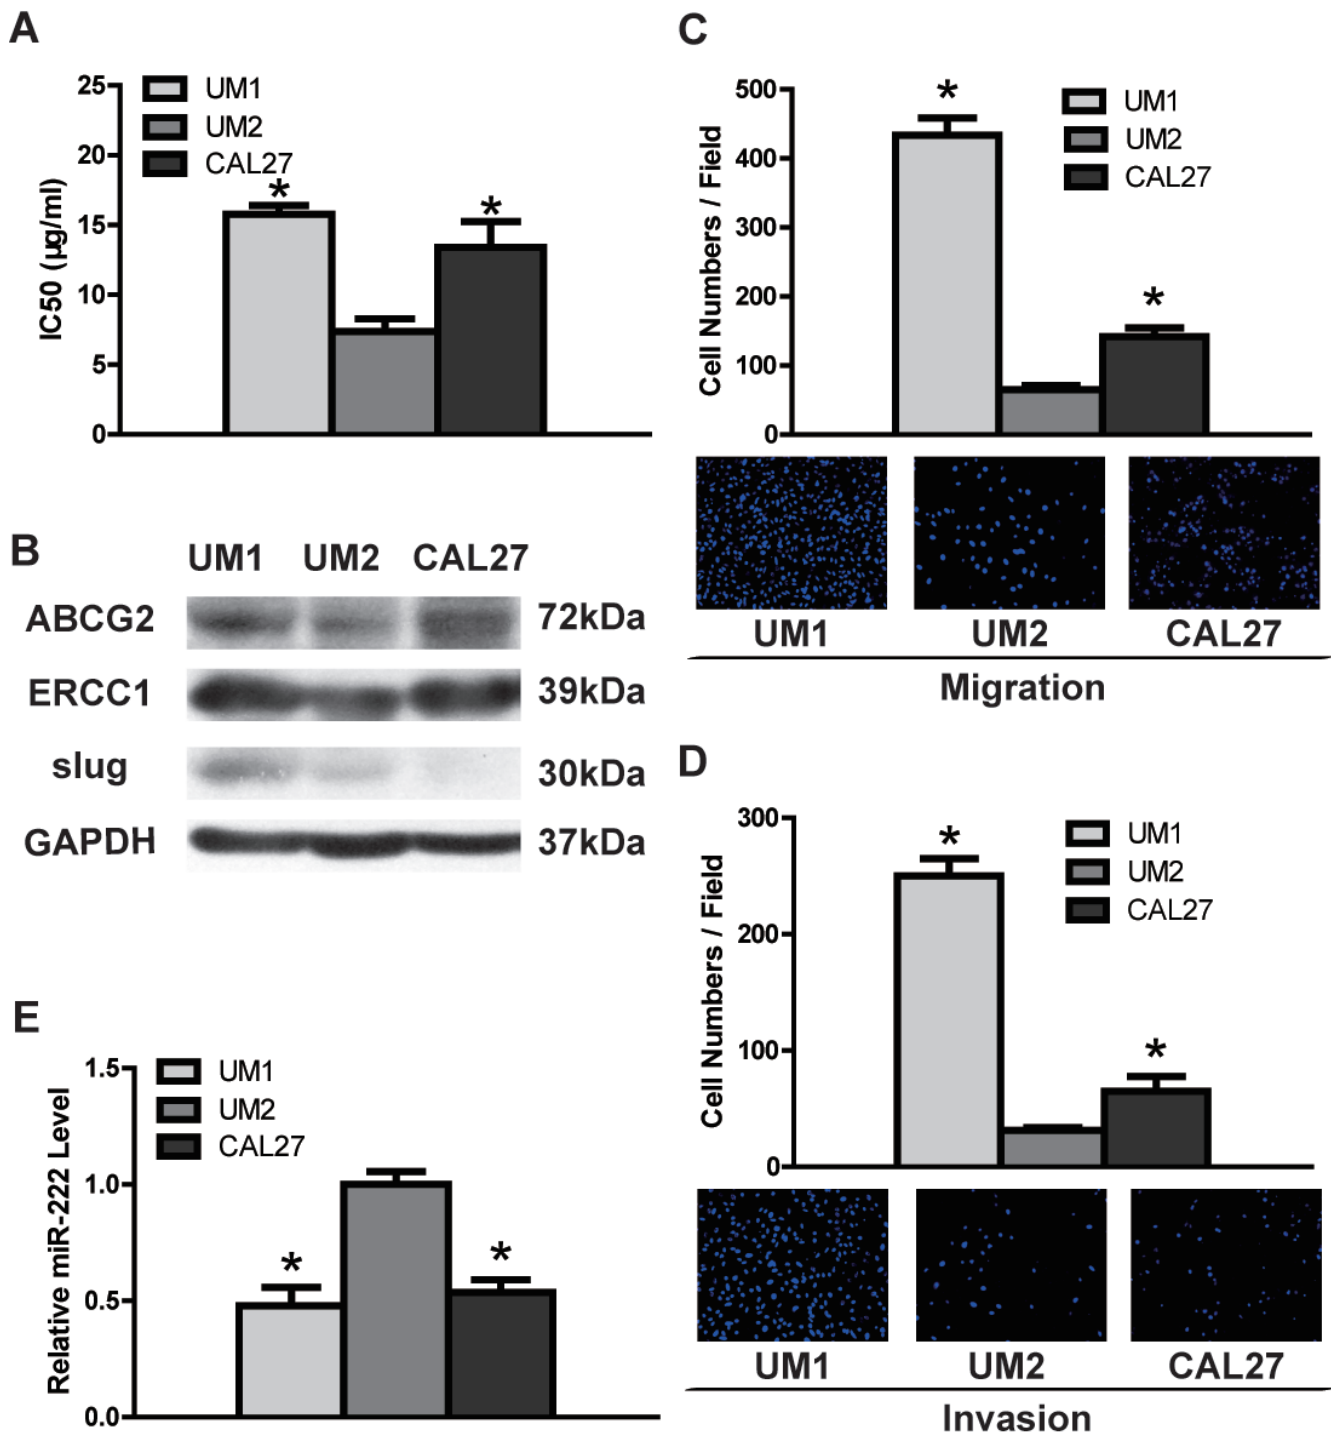 A
25
20
15
10
5
0
IC50 (µg/ml)
UM1
UM2
CAL27
*
*
B
UM1 UM2 CAL27
ABCG2 72kDa
ERCC1 39kDa
slug 30kDa
GAPDH 37kDa
C
500
400
300
200
100
0
Cell Numbers / Field
UM1
UM2
CAL27
*
*
UM1 UM2 CAL27
Migration
D
300
200
100
0
Cell Numbers / Field
UM1
UM2
CAL27
*
*
UM1 UM2 CAL27
Invasion
E
1.5
1.0
0.5
0.0
Relative miR-222 Level
UM1
UM2
CAL27
*
*